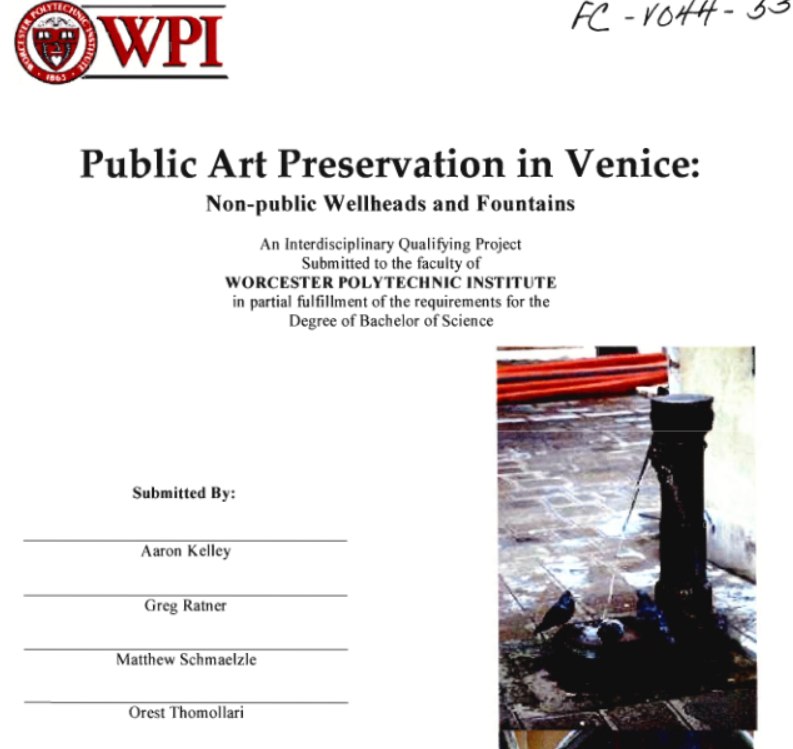 WORCESTER POLYTECHNIC INSTITUTE
1865
WPI
FC - V044 - 53
Public Art Preservation in Venice:
Non-public Wellheads and Fountains
An Interdisciplinary Qualifying Project
Submitted to the faculty of
WORCESTER POLYTECHNIC INSTITUTE
in partial fulfillment of the requirements for the
Degree of Bachelor of Science
Submitted By:
Aaron Kelley
Greg Ratner
Matthew Schmaelzle
Orest Thomollari